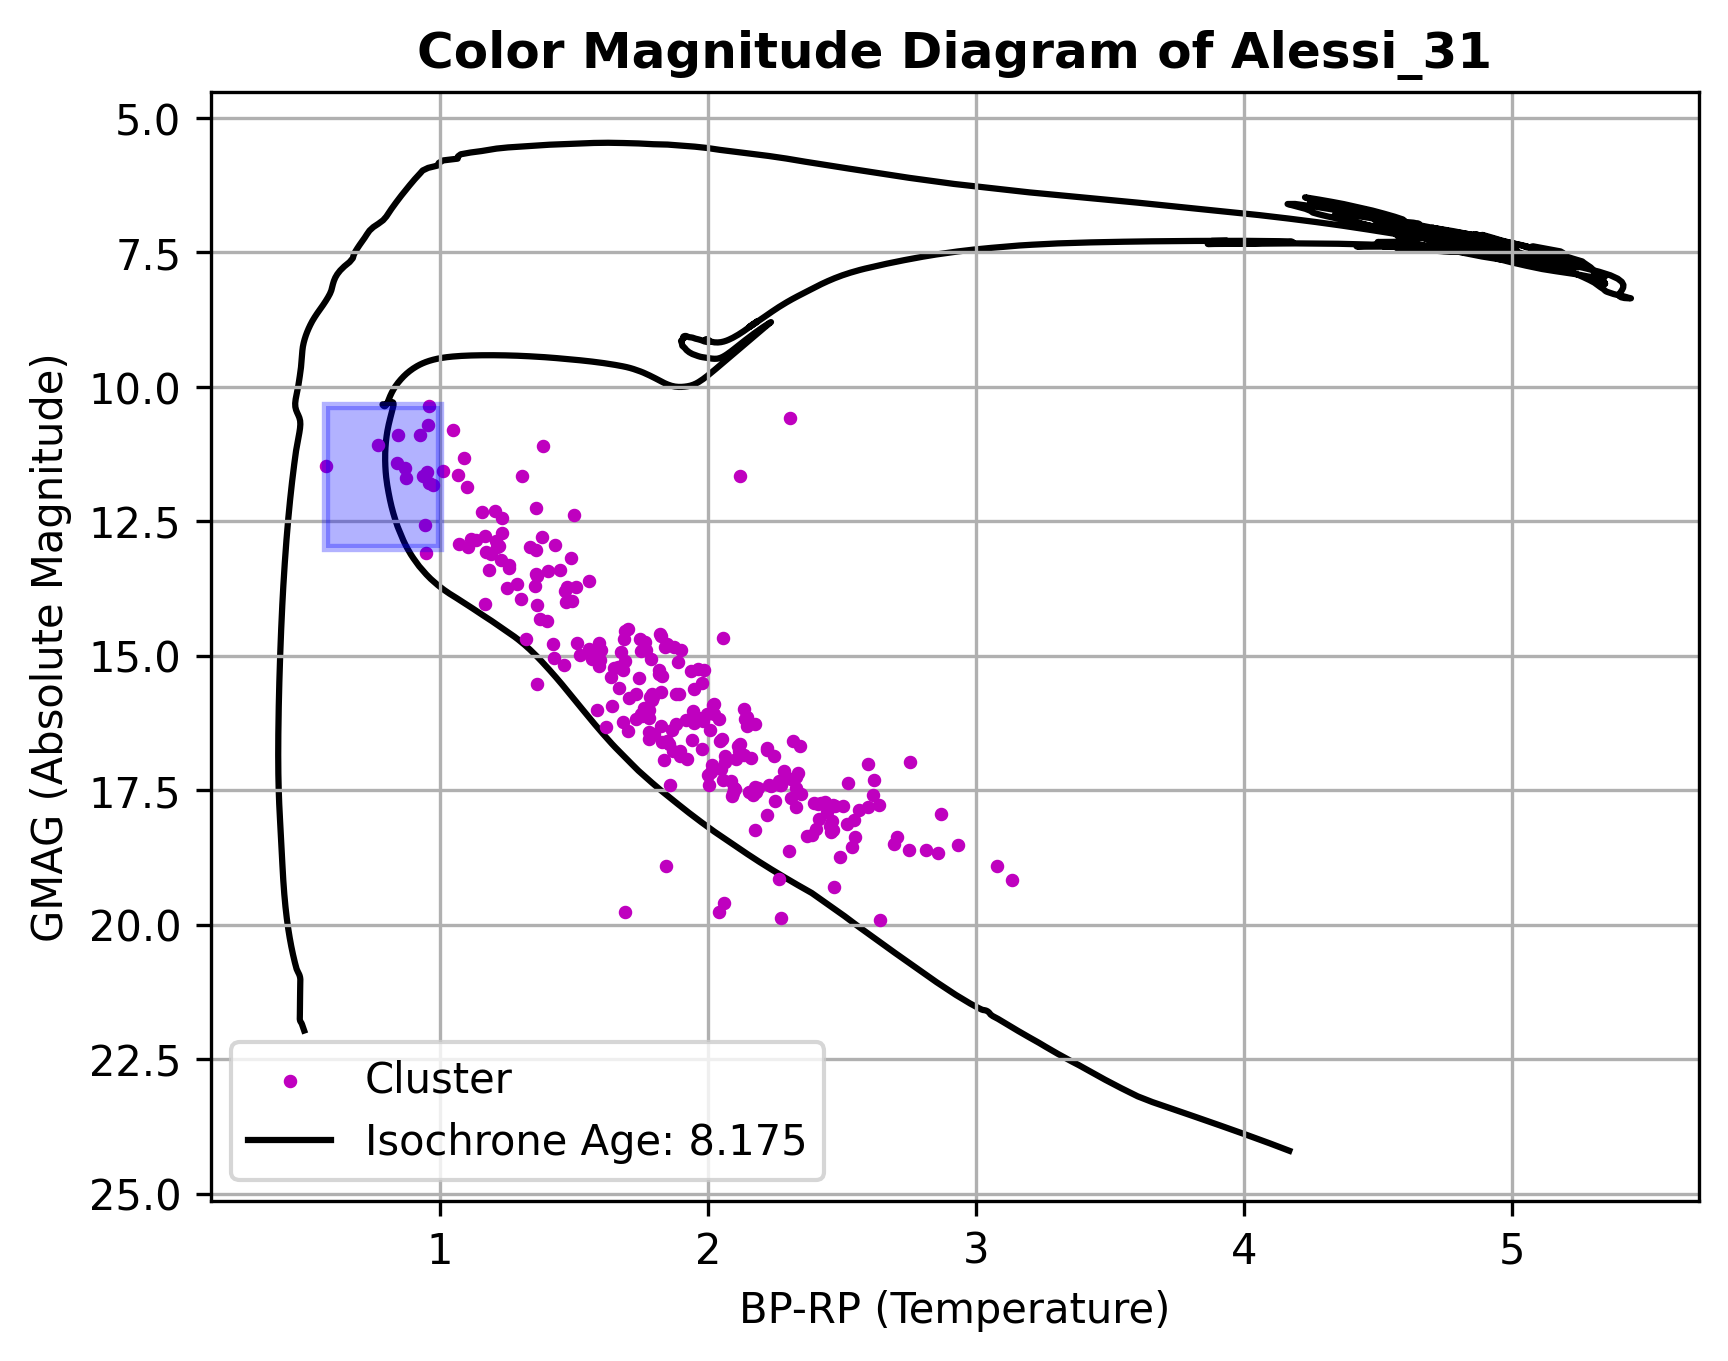 Color Magnitude Diagram of Alessi_31
GMAG (Absolute Magnitude)
5.0
7.5
10.0
12.5
15.0
17.5
20.0
22.5
25.0
Cluster
Isochrone Age: 8.175
1 2 3 4 5
BP-RP (Temperature)